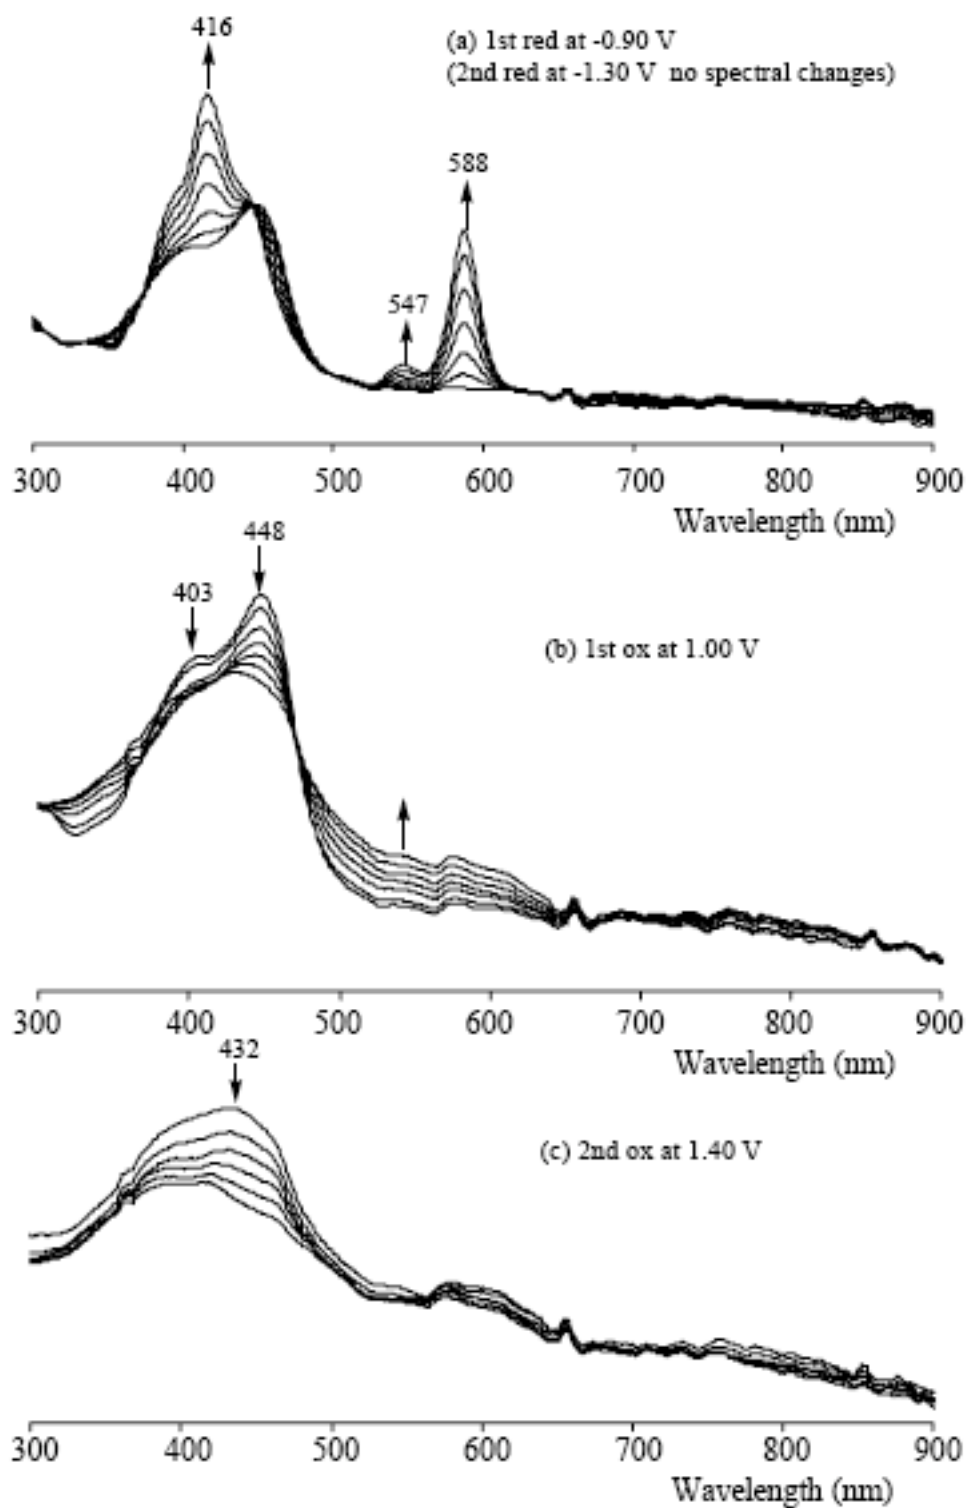 416
(a) 1st red at -0.90 V
(2nd red at -1.30 V no spectral changes)
588
547
300 400 500 600 700 800 900
Wavelength (nm)
448
403
(b) 1st ox at 1.00 V
300 400 500 600 700 800 900
Wavelength (nm)
432
(c) 2nd ox at 1.40 V
300 400 500 600 700 800 900
Wavelength (nm)